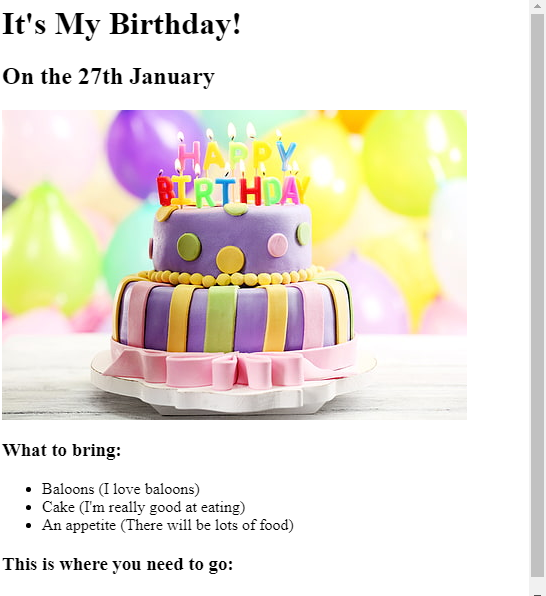 It's My Birthday!
On the 27th January
HAPPY
BIRTHDAY
What to bring:
Baloons (I love baloons)
Cake (I'm really good at eating)
An appetite (There will be lots of food)
This is where you need to go: